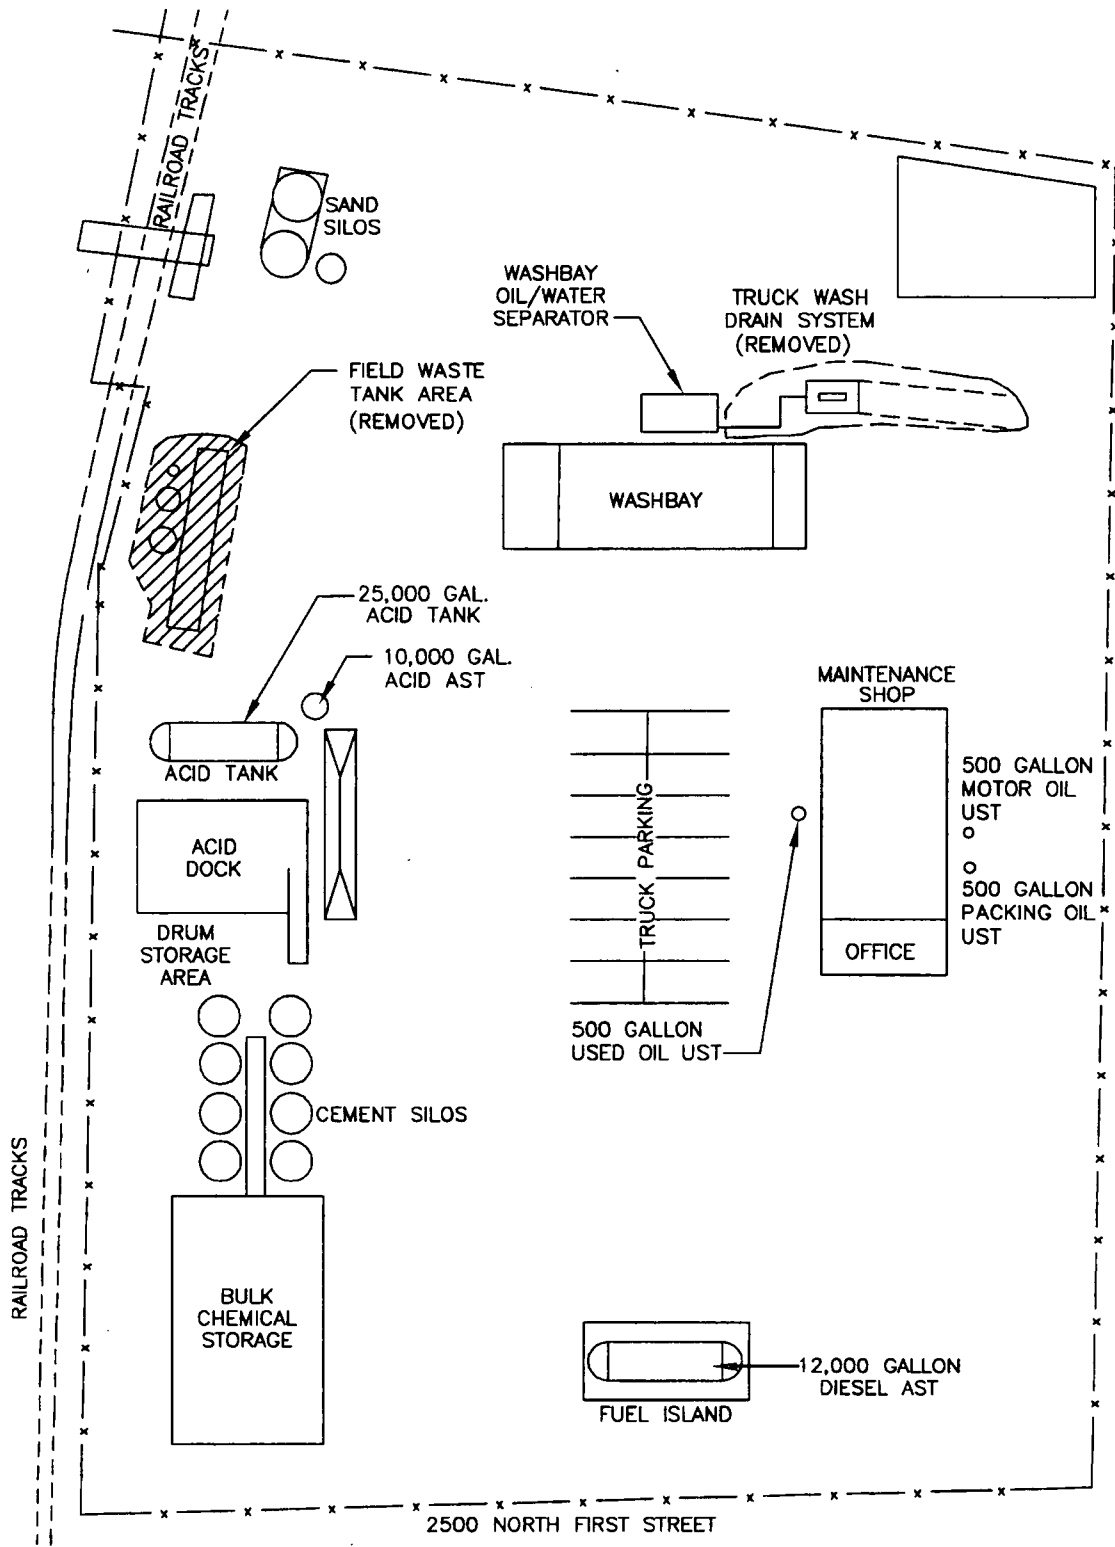 RAILROAD TRACKS
SAND
SILOS
WASHBAY
OIL/WATER
SEPARATOR
TRUCK WASH
DRAIN SYSTEM
(REMOVED)
FIELD WASTE
TANK AREA
(REMOVED)
WASHBAY
25,000 GAL.
ACID TANK
10,000 GAL.
ACID AST
MAINTENANCE
SHOP
ACID TANK
500 GALLON
MOTOR OIL
UST
TRUCK PARKING
ACID
DOCK
500 GALLON
PACKING OIL
UST
DRUM
STORAGE
AREA
OFFICE
500 GALLON
USED OIL UST
CEMENT SILOS
RAILROAD TRACKS
BULK
CHEMICAL
STORAGE
12,000 GALLON
DIESEL AST
FUEL ISLAND
2500 NORTH FIRST STREET